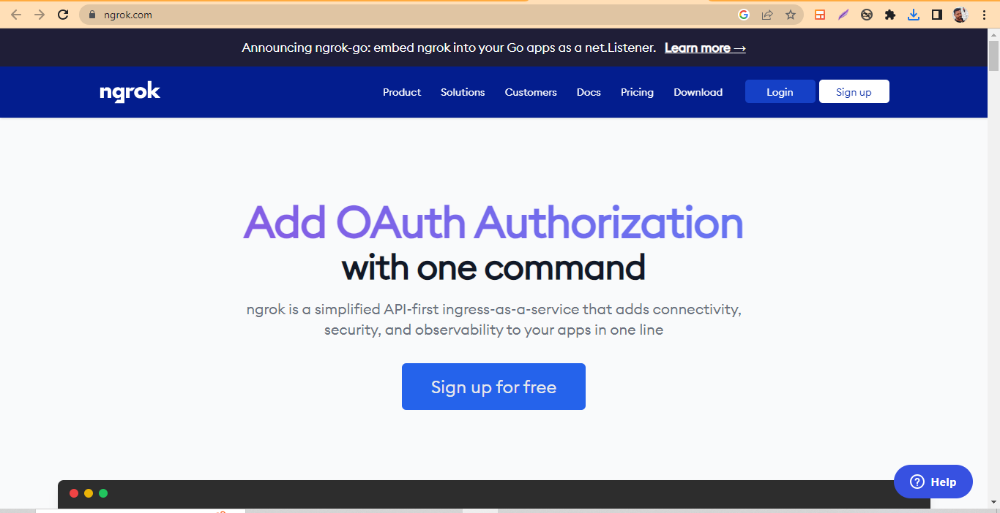 ngrok.com
Announcing ngrok-go: embed ngrok into your Go apps as a net.Listener. Learn more →
ngrok Product Solutions Customers Docs Pricing Download Login Sign up
Add OAuth Authorization
with one command
ngrok is a simplified API-first ingress-as-a-service that adds connectivity,
security, and observability to your apps in one line
Sign up for free
Help